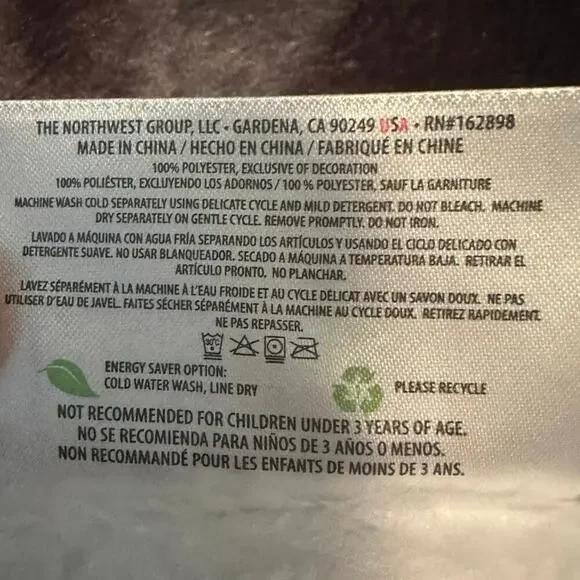 THE NORTHWEST GROUP, LLC • GARDENA, CA 90249 USA • RN#162898
MADE IN CHINA / HECHO EN CHINA / FABRIQUÉ EN CHINE
100% POLYESTER, EXCLUSIVE OF DECORATION
100% POLIÉSTER, EXCLUYENDO LOS ADORNOS / 100 % POLYESTER, SAUF LA GARNITURE
MACHINE WASH COLD SEPARATELY USING DELICATE CYCLE AND MILD DETERGENT. DO NOT BLEACH. MACHINE
DRY SEPARATELY ON GENTLE CYCLE. REMOVE PROMPTLY. DO NOT IRON.
LAVADO A MÁQUINA CON AGUA FRÍA SEPARANDO LOS ARTÍCULOS Y USANDO EL CICLO DELICADO CON
DETERGENTE SUAVE. NO USAR BLANQUEADOR. SECADO A MÁQUINA A TEMPERATURA BAJA. RETIRAR EL
ARTÍCULO PRONTO. NO PLANCHAR.
LAVEZ SÉPARÉMENT À LA MACHINE À L'EAU FROIDE ET AU CYCLE DÉLICAT AVEC UN SAVON DOUX. NE PAS
UTILISER D'EAU DE JAVEL. FAITES SÉCHER SÉPARÉMENT À LA MACHINE AU CYCLE DOUX. RETIREZ RAPIDEMENT.
NE PAS REPASSER.
30°C
ENERGY SAVER OPTION:
COLD WATER WASH, LINE DRY
PLEASE RECYCLE
NOT RECOMMENDED FOR CHILDREN UNDER 3 YEARS OF AGE.
NO SE RECOMIENDA PARA NIÑOS DE 3 AÑOS O MENOS.
NON RECOMMANDÉ POUR LES ENFANTS DE MOINS DE 3 ANS.